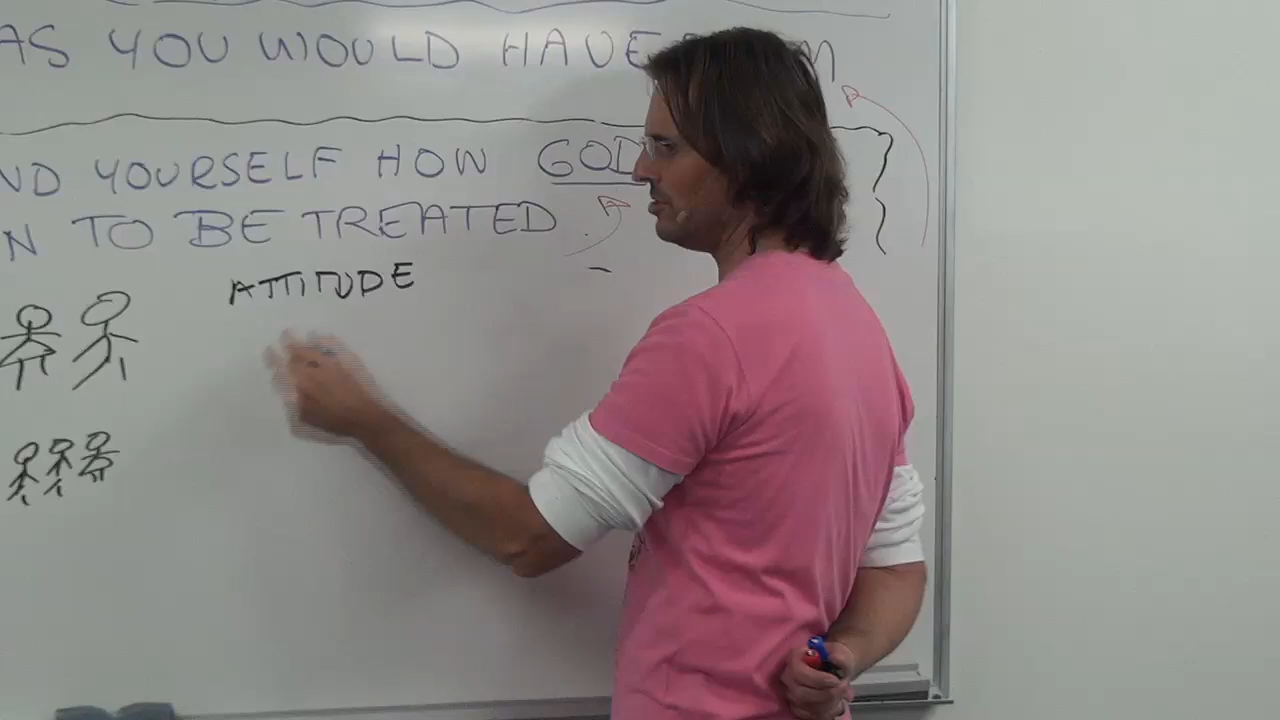 AS YOU WOULD HAVE
ND YOURSELF HOW GOD
N TO BE TREATED
ATTITUDE